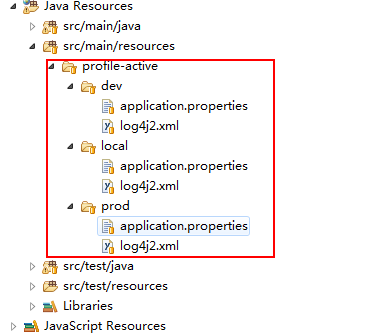 Java Resources
src/main/java
src/main/resources
profile-active
dev
application.properties
log4j2.xml
local
application.properties
log4j2.xml
prod
application.properties
log4j2.xml
src/test/java
src/test/resources
Libraries
JavaScript Resources